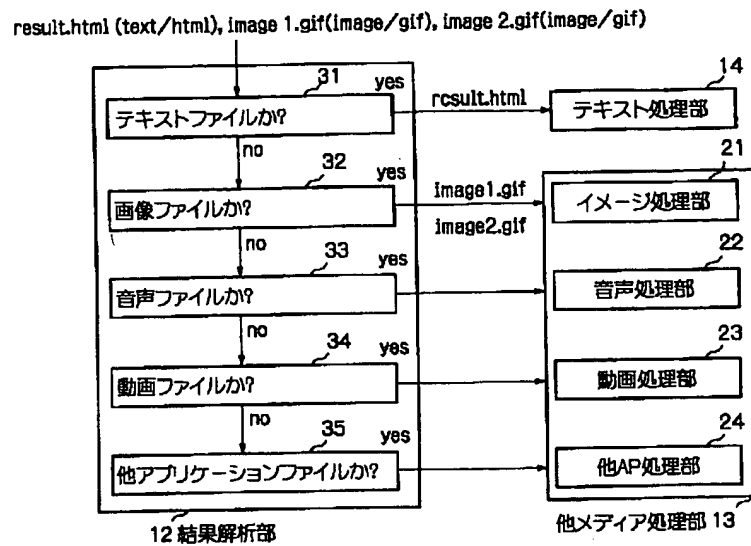 result.html (text/html), image 1.gif(image/gif), image 2.gif(image/gif)
31
yes
テキストファイルか?
result.html
14
テキスト処理部
no
32
yes
画像ファイルか?
image1.gif
image2.gif
21
イメージ処理部
no
33
yes
音声ファイルか?
22
音声処理部
no
34
yes
動画ファイルか?
23
動画処理部
no
35
yes
他アプリケーションファイルか?
24
他AP処理部
12 結果解析部
他メディア処理部 13